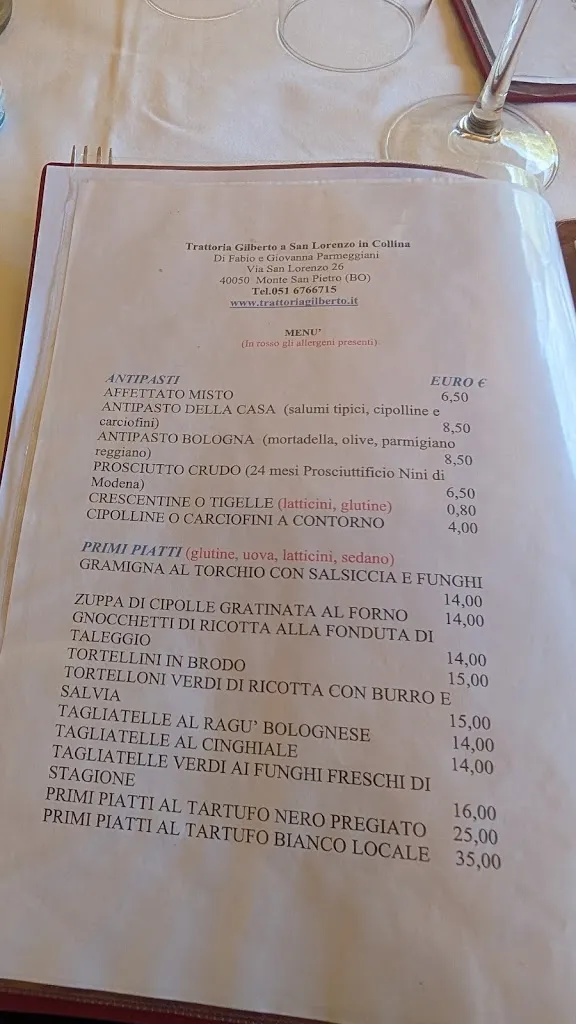 Trattoria Gilberto a San Lorenzo in Collina
Di Fabio e Giovanna Parmeggiani
Via San Lorenzo 26
40050 Monte San Pietro (BO)
Tel.051 6766715
www.trattoriagilberto.it
MENU'
(In rosso gli allergeni presenti)
ANTIPASTI EURO €
AFFETTATO MISTO 6,50
ANTIPASTO DELLA CASA (salumi tipici, cipolline e
carciofini) 8,50
ANTIPASTO BOLOGNA (mortadella, olive, parmigiano
reggiano) 8,50
PROSCIUTTO CRUDO (24 mesi Prosciuttificio Nini di
Modena) 6,50
CRESCENTINE O TIGELLE (latticini, glutine) 0,80
CIPOLLINE O CARCIOFINI A CONTORNO 4,00
PRIMI PIATTI (glutine, uova, latticini, sedano)
GRAMIGNA AL TORCHIO CON SALSICCIA E FUNGHI
14,00
ZUPPA DI CIPOLLE GRATINATA AL FORNO 14,00
GNOCCHETTI DI RICOTTA ALLA FONDUTA DI
TALEGGIO 14,00
TORTELLINI IN BRODO 15,00
TORTELLONI VERDI DI RICOTTA CON BURRO E
SALVIA 15,00
TAGLIATELLE AL RAGU' BOLOGNESE 14,00
TAGLIATELLE AL CINGHIALE 14,00
TAGLIATELLE VERDI AI FUNGHI FRESCHI DI
STAGIONE 16,00
PRIMI PIATTI AL TARTUFO NERO PREGIATO 25,00
PRIMI PIATTI AL TARTUFO BIANCO LOCALE 35,00